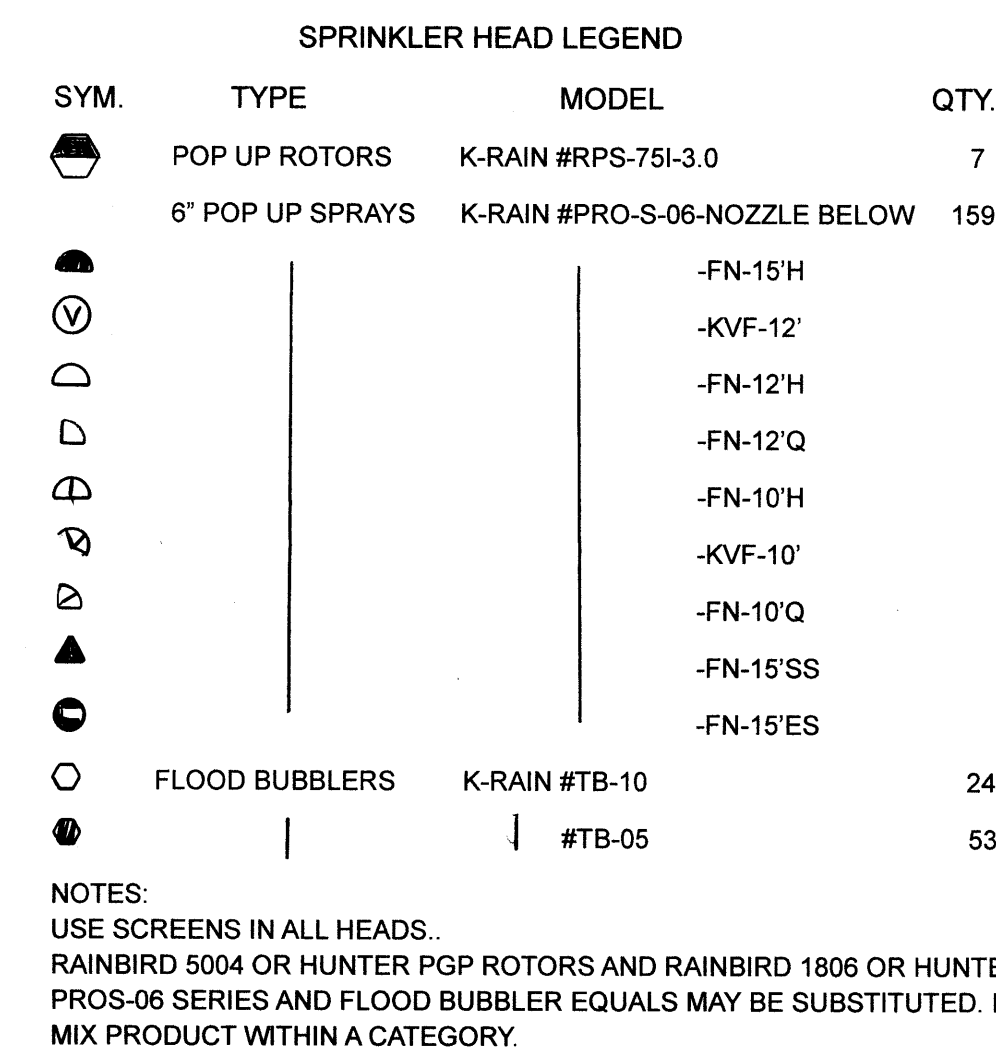 SPRINKLER HEAD LEGEND
SYM. TYPE MODEL QTY.
POP UP ROTORS K-RAIN #RPS-75I-3.0 7
6” POP UP SPRAYS K-RAIN #PRO-S-06-NOZZLE BELOW 159
-FN-15'H
V -KVF-12'
-FN-12'H
-FN-12'Q
-FN-10'H
-KVF-10'
-FN-10'Q
-FN-15'SS
-FN-15'ES
FLOOD BUBBLERS K-RAIN #TB-10 24
#TB-05 53
NOTES:
USE SCREENS IN ALL HEADS..
RAINBIRD 5004 OR HUNTER PGP ROTORS AND RAINBIRD 1806 OR HUNTE
PROS-06 SERIES AND FLOOD BUBBLER EQUALS MAY BE SUBSTITUTED.
MIX PRODUCT WITHIN A CATEGORY.